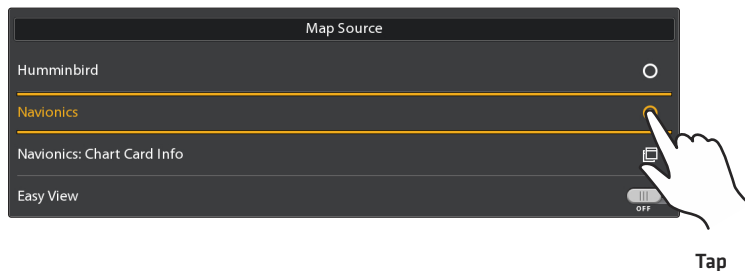 Map Source
Humminbird
Navionics
Navionics: Chart Card Info
Easy View
OFF
Tap